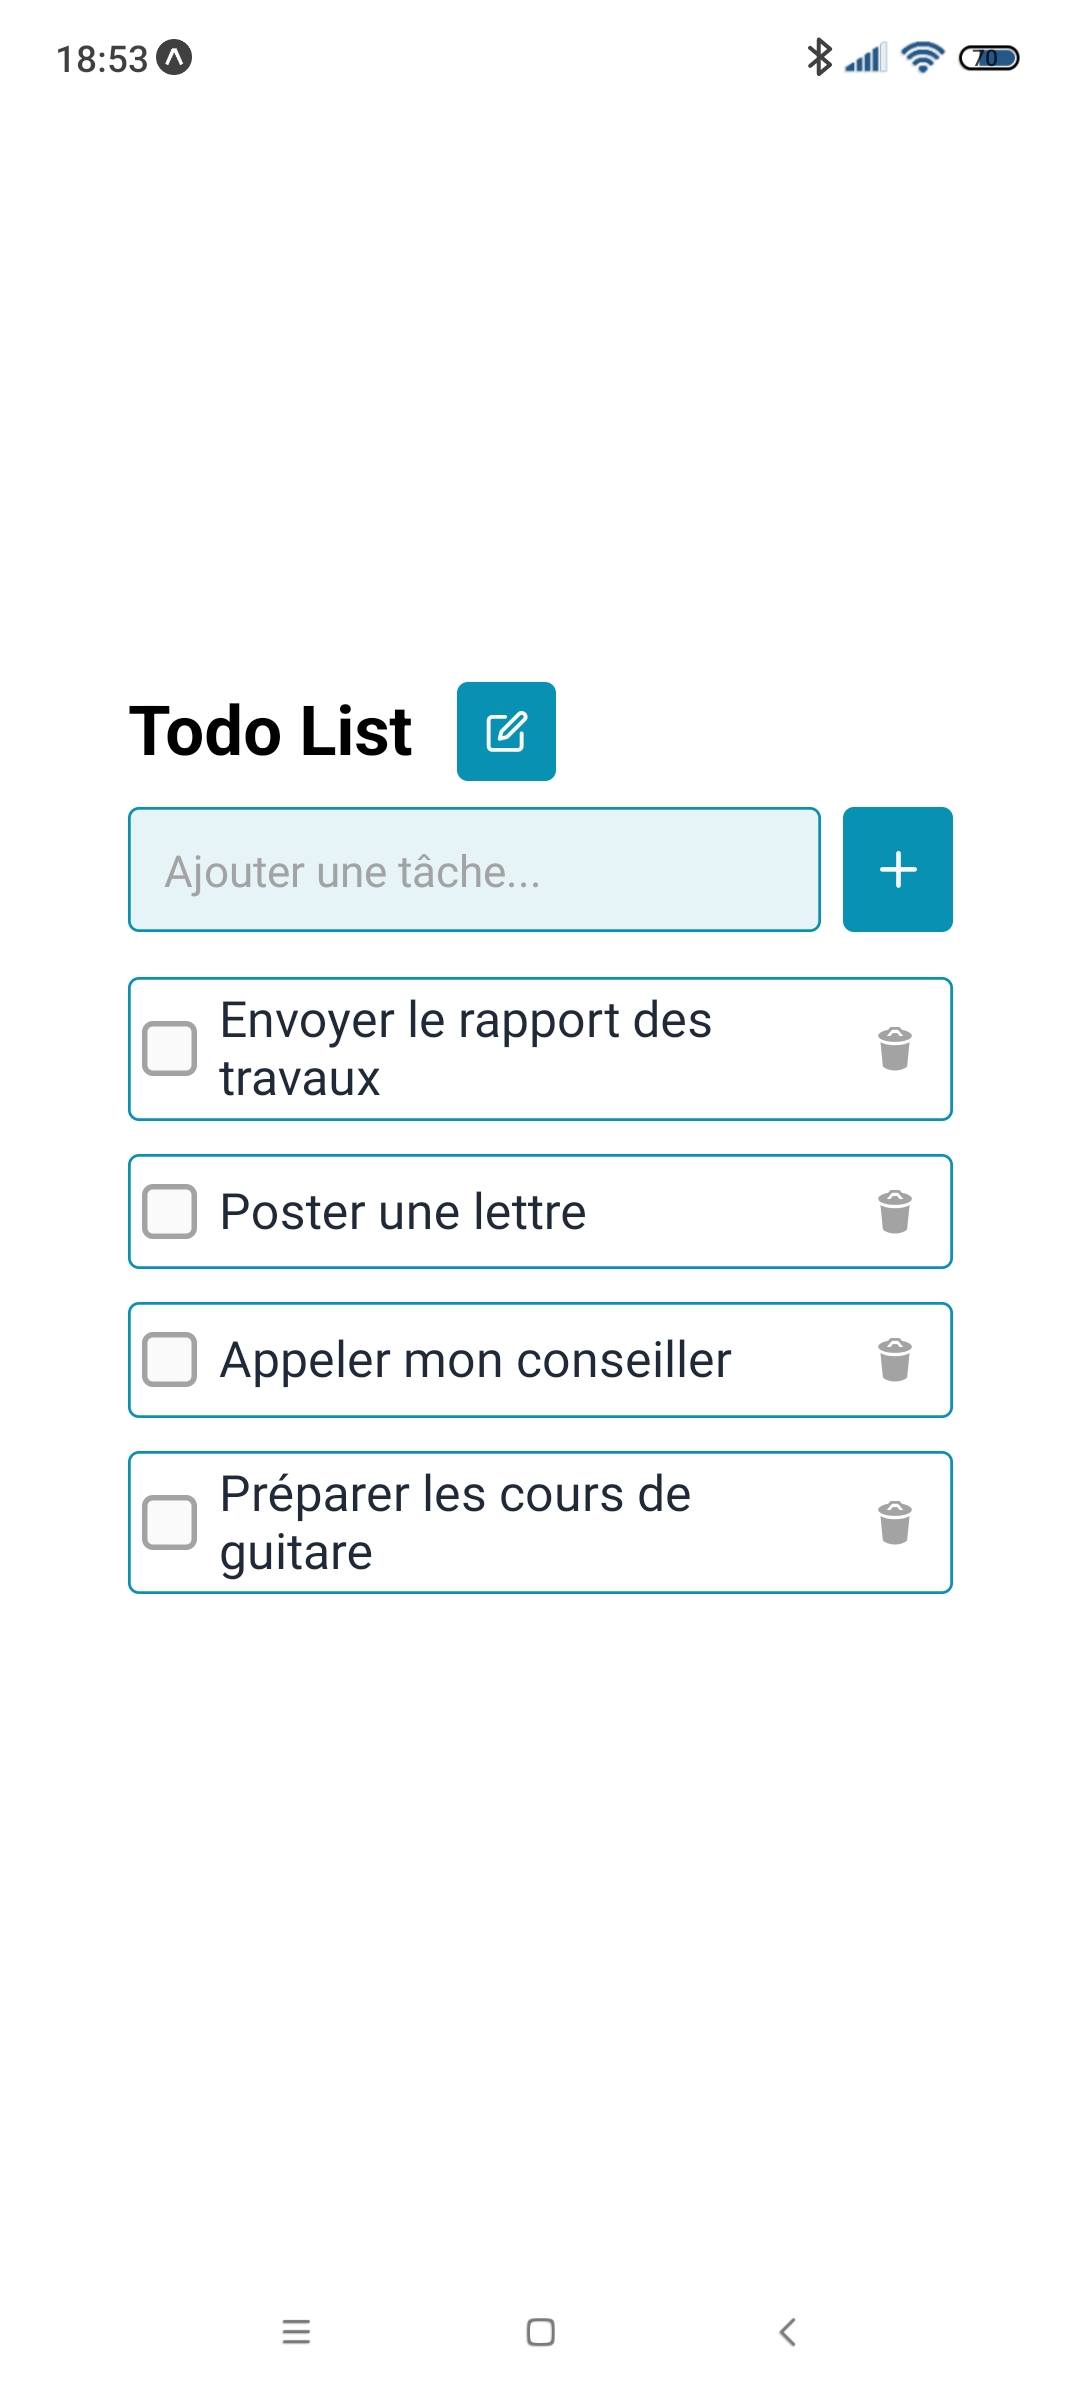 18:53
70
Todo List
Ajouter une tâche...
Envoyer le rapport des
travaux
Poster une lettre
Appeler mon conseiller
Préparer les cours de
guitare